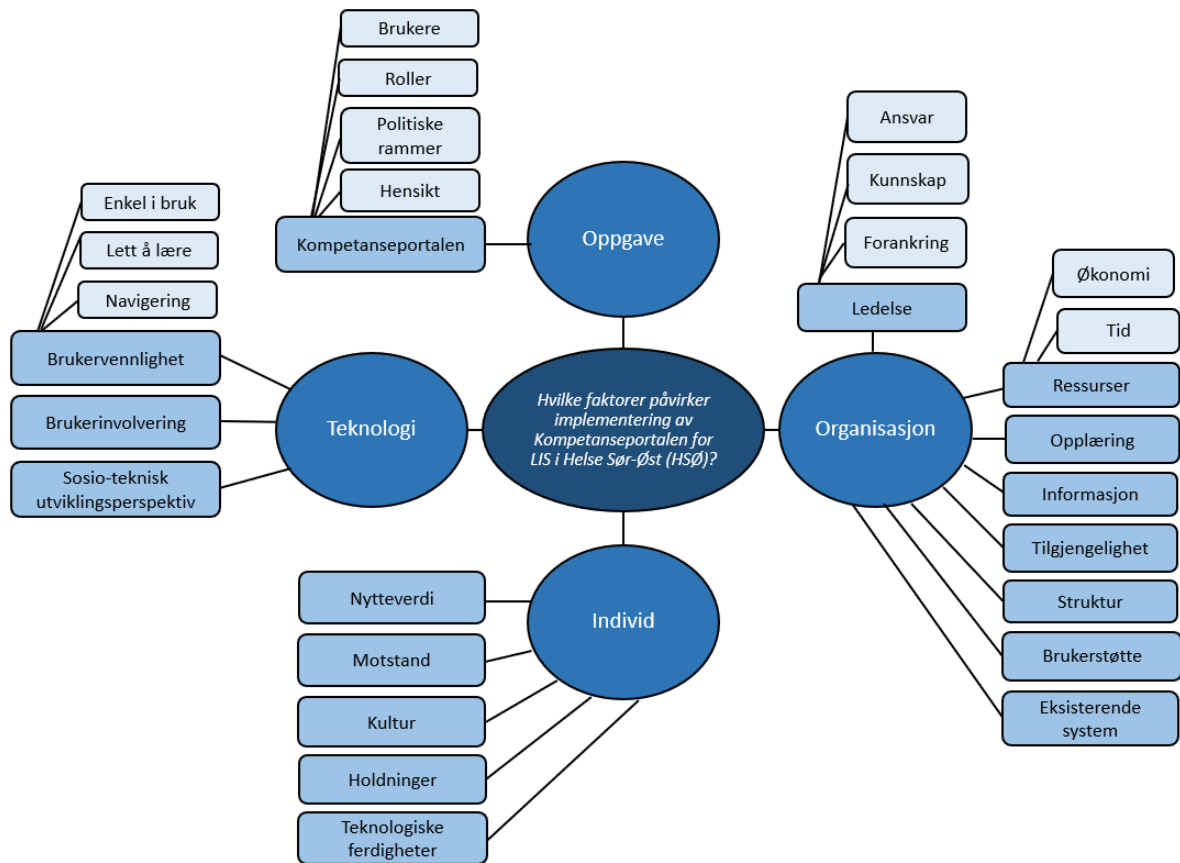 Brukere
Roller
Politiske
rammer
Hensikt
Kompetanseportalen
Oppgave
Ansvar
Kunnskap
Forankring
Ledelse
Enkel i bruk
Lett å lære
Navigering
Brukervennlighet
Brukerinvolvering
Sosio-teknisk
utviklingsperspektiv
Teknologi
Hvilke faktorer påvirker
implementering av
Kompetanseportalen for
LIS i Helse Sør-Øst (HSØ)?
Organisasjon
Økonomi
Tid
Ressurser
Opplæring
Informasjon
Tilgjengelighet
Struktur
Brukerstøtte
Eksisterende
system
Individ
Nytteverdi
Motstand
Kultur
Holdninger
Teknologiske
ferdigheter